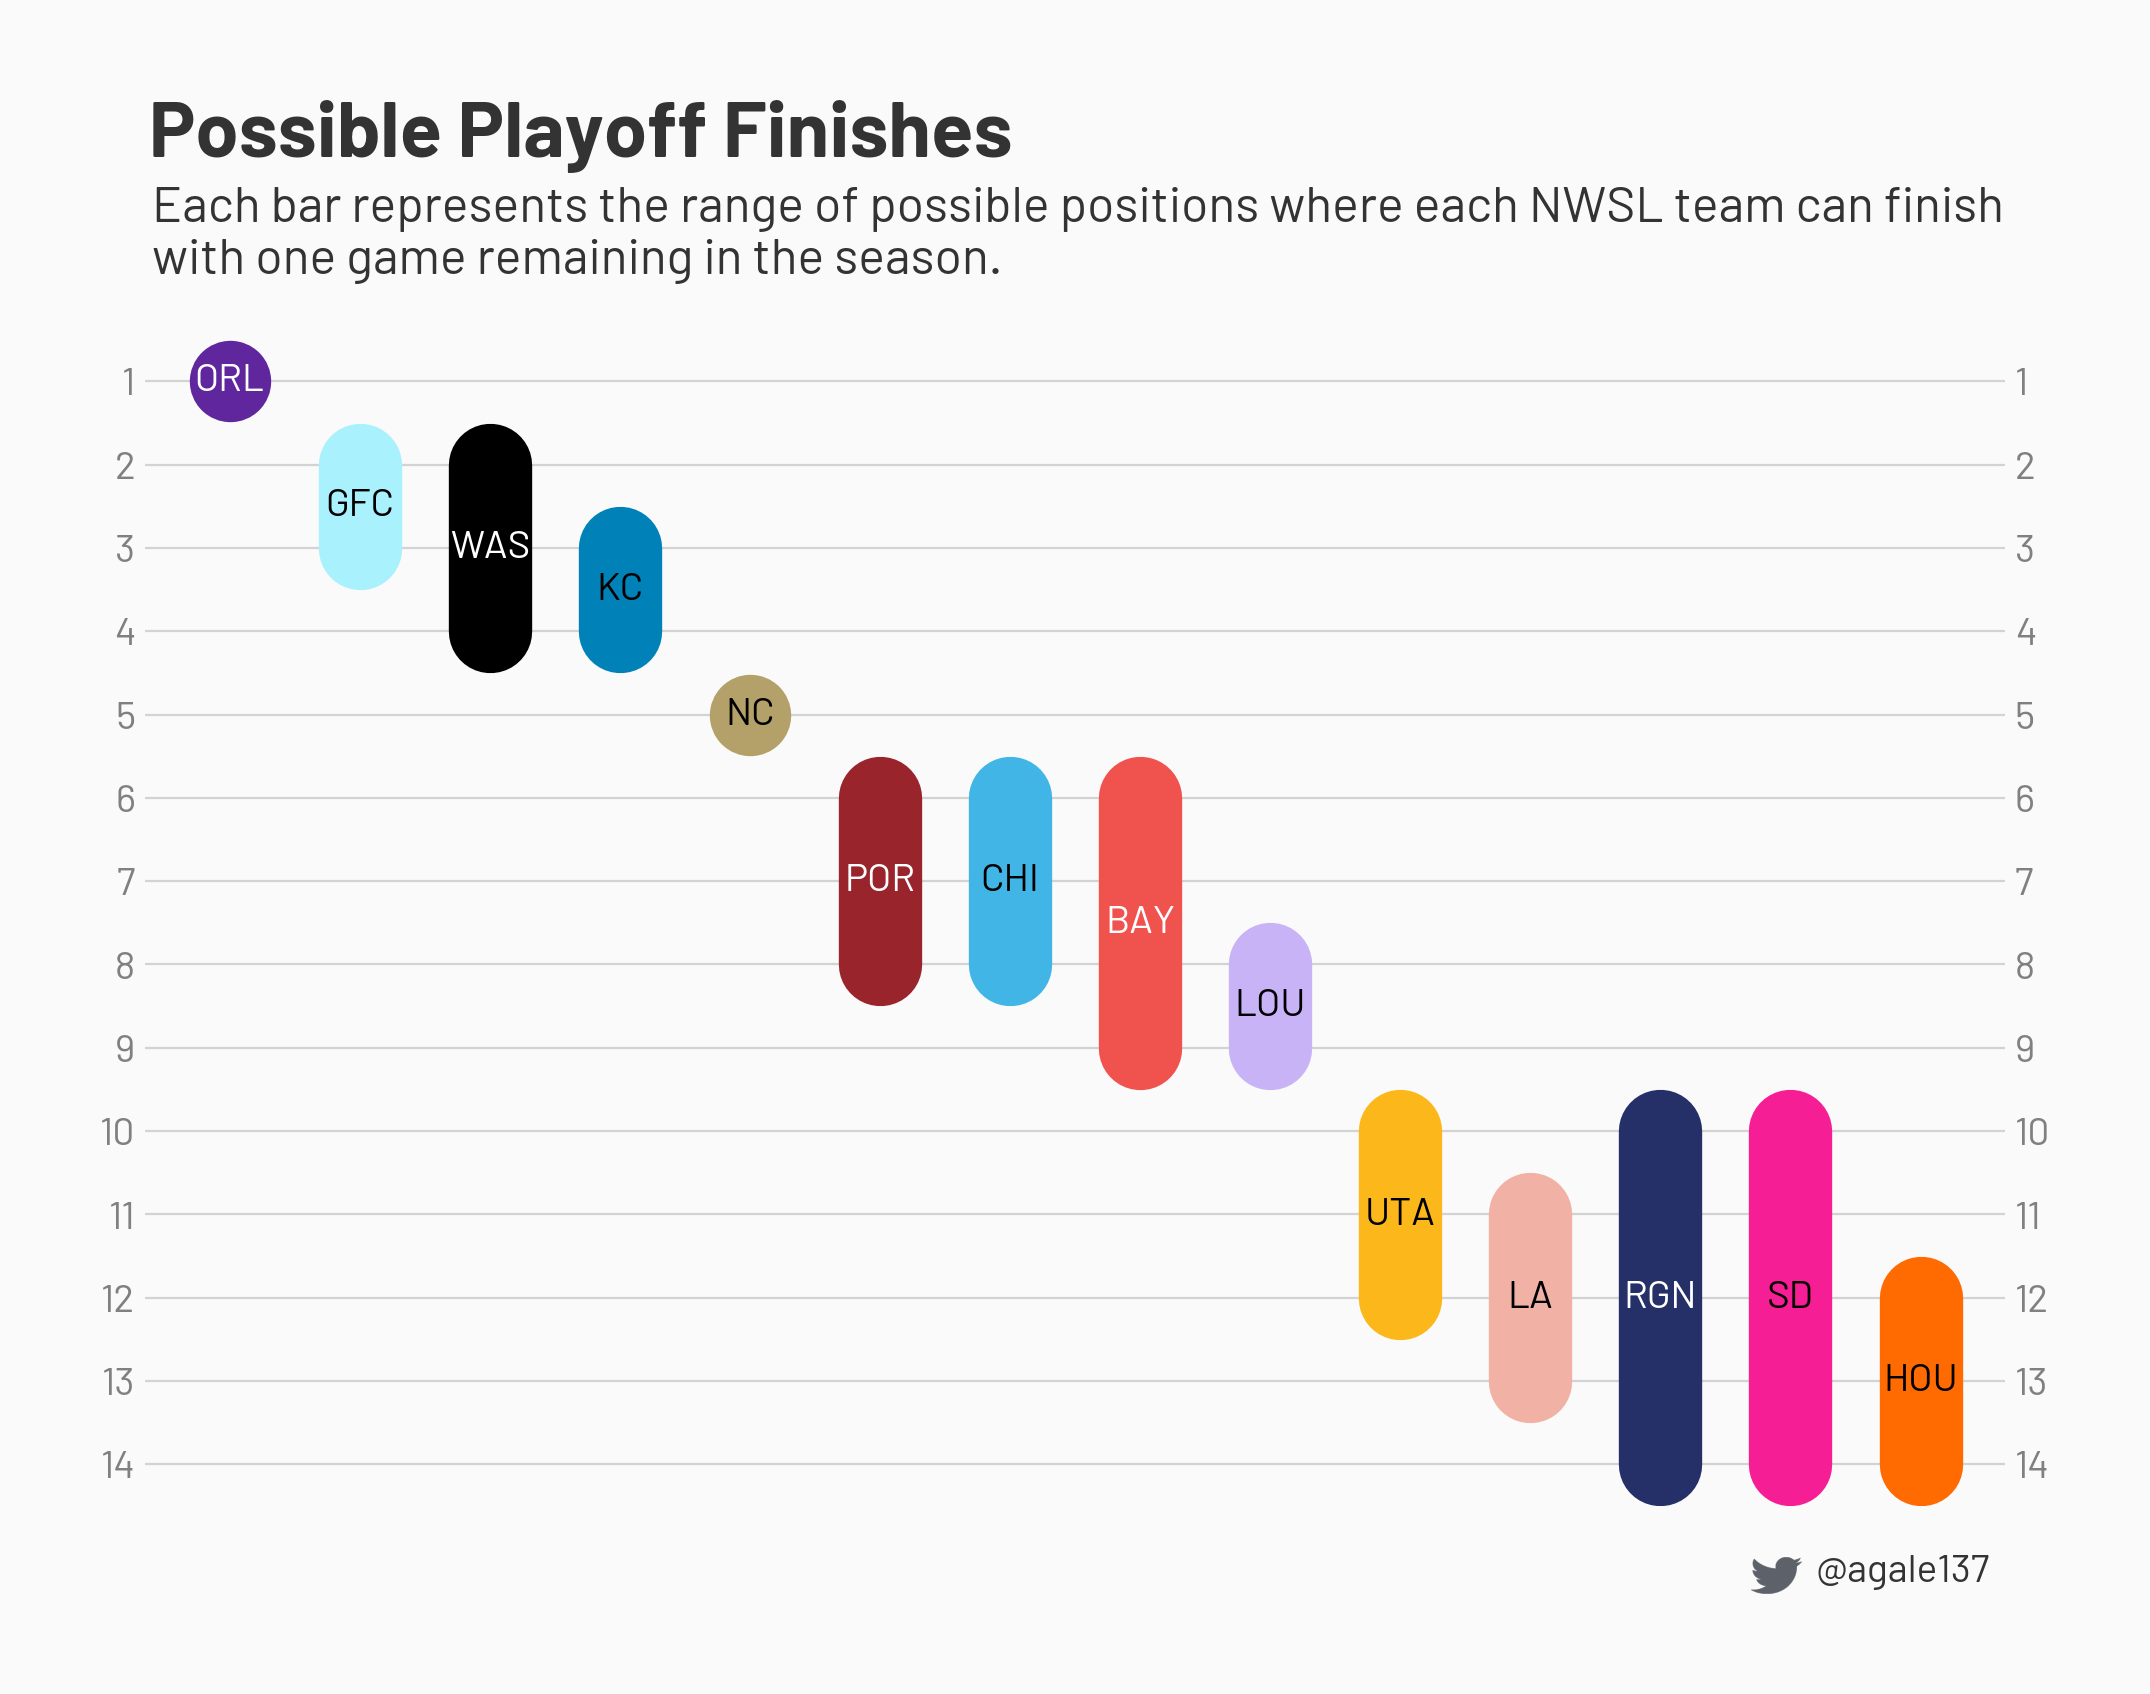 Possible Playoff Finishes
Each bar represents the range of possible positions where each NWSL team can finish
with one game remaining in the season.
1 ORL 1
2 2
GFC
3 WAS 3
KC
4 4
5 NC 5
6 6
7 POR CHI 7
BAY
8 8
LOU
9 9
10 10
11 UTA 11
12 LA RGN SD 12
13 HOU 13
14 14
@agale137